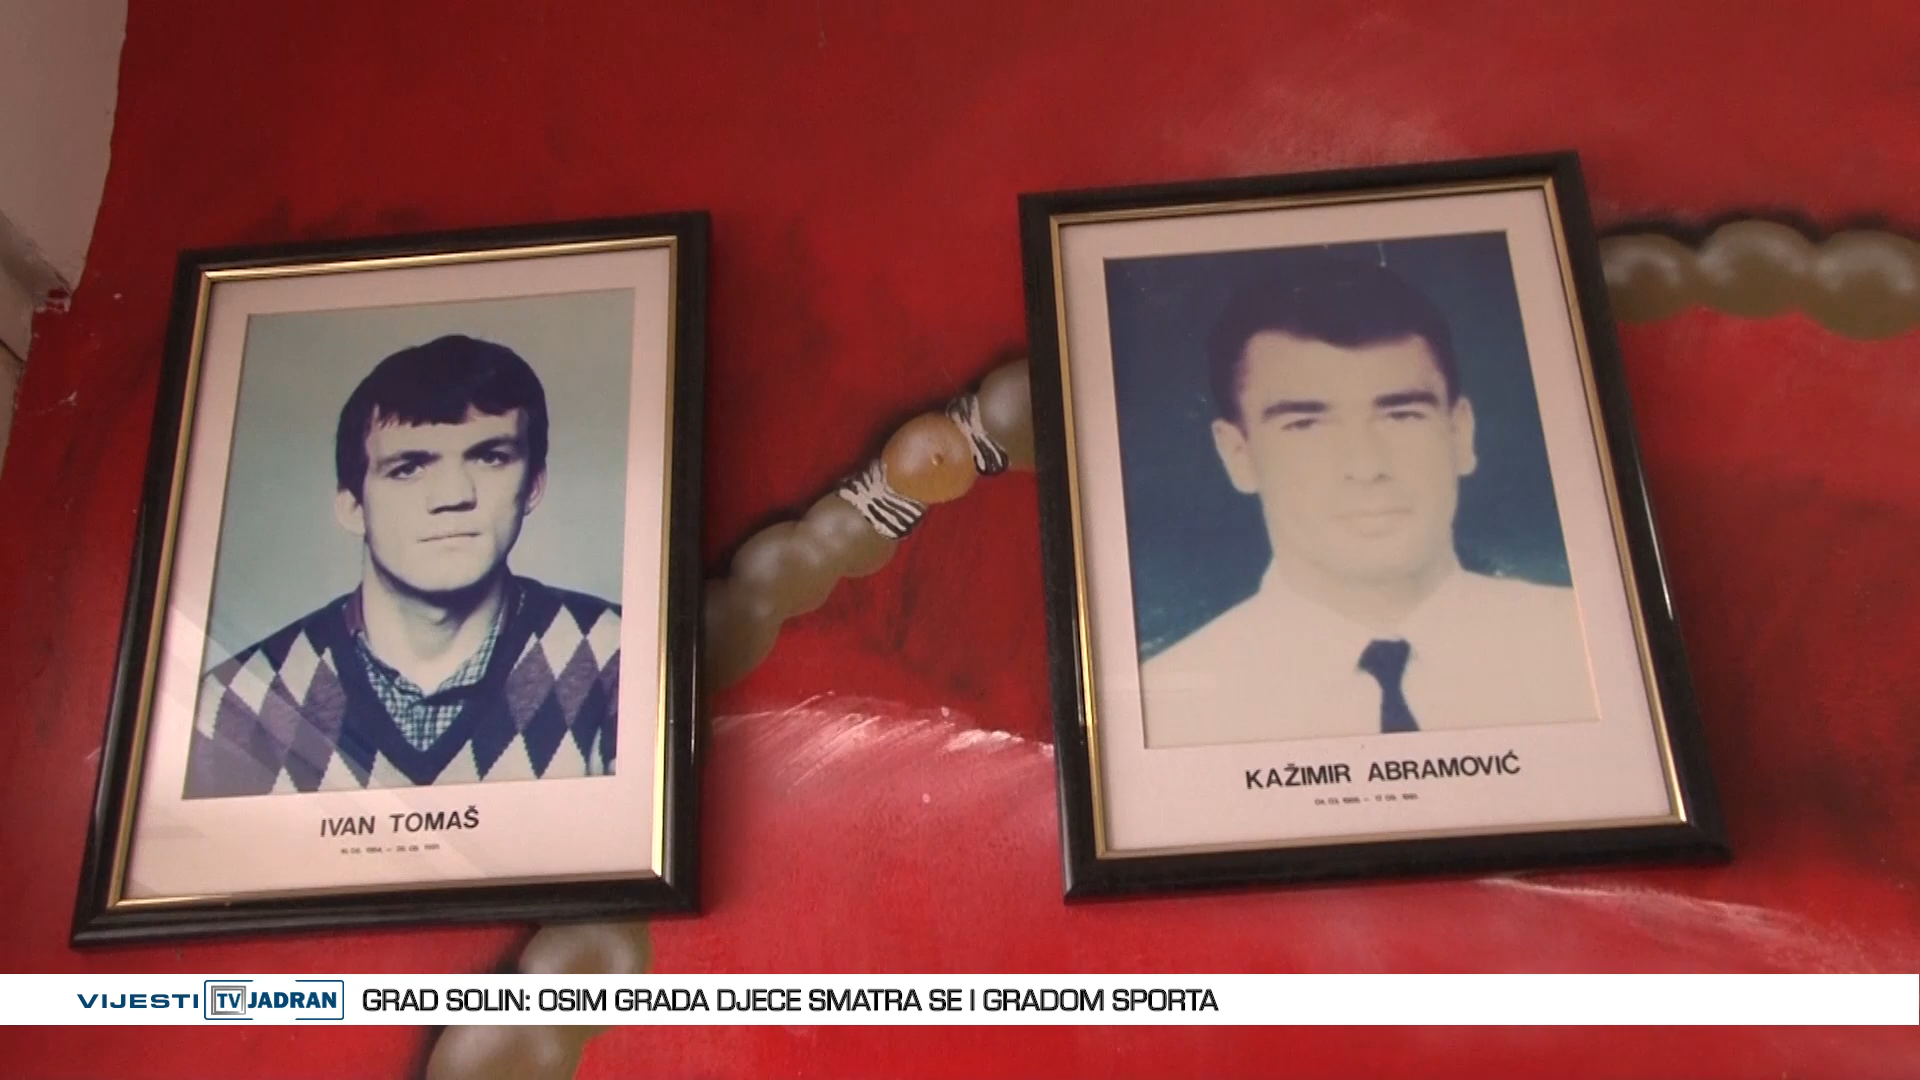 IVAN TOMAŠ
KAŽIMIR ABRAMOVIĆ
VIJESTI TV JADRAN GRAD SOLIN: OSIM GRADA DJECE SMATRA SE I GRADOM SPORTA